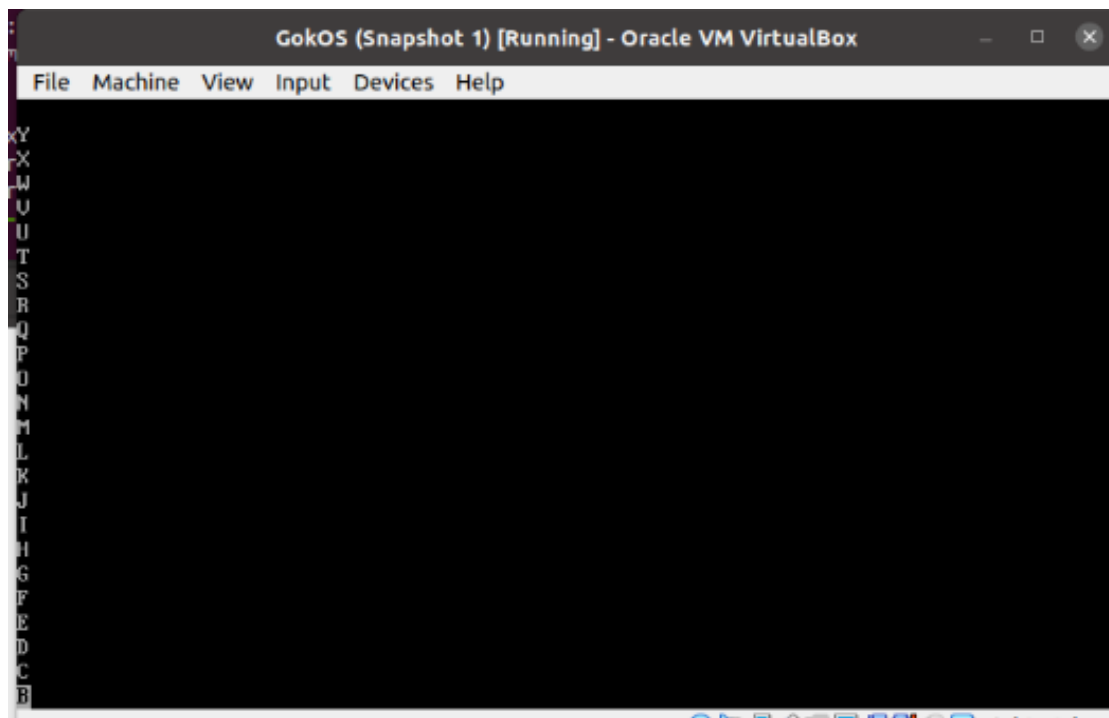 GokOS (Snapshot 1) [Running] - Oracle VM VirtualBox
File Machine View Input Devices Help
Y
X
W
V
U
T
S
R
Q
P
O
N
M
L
K
J
I
H
G
F
E
D
C
B